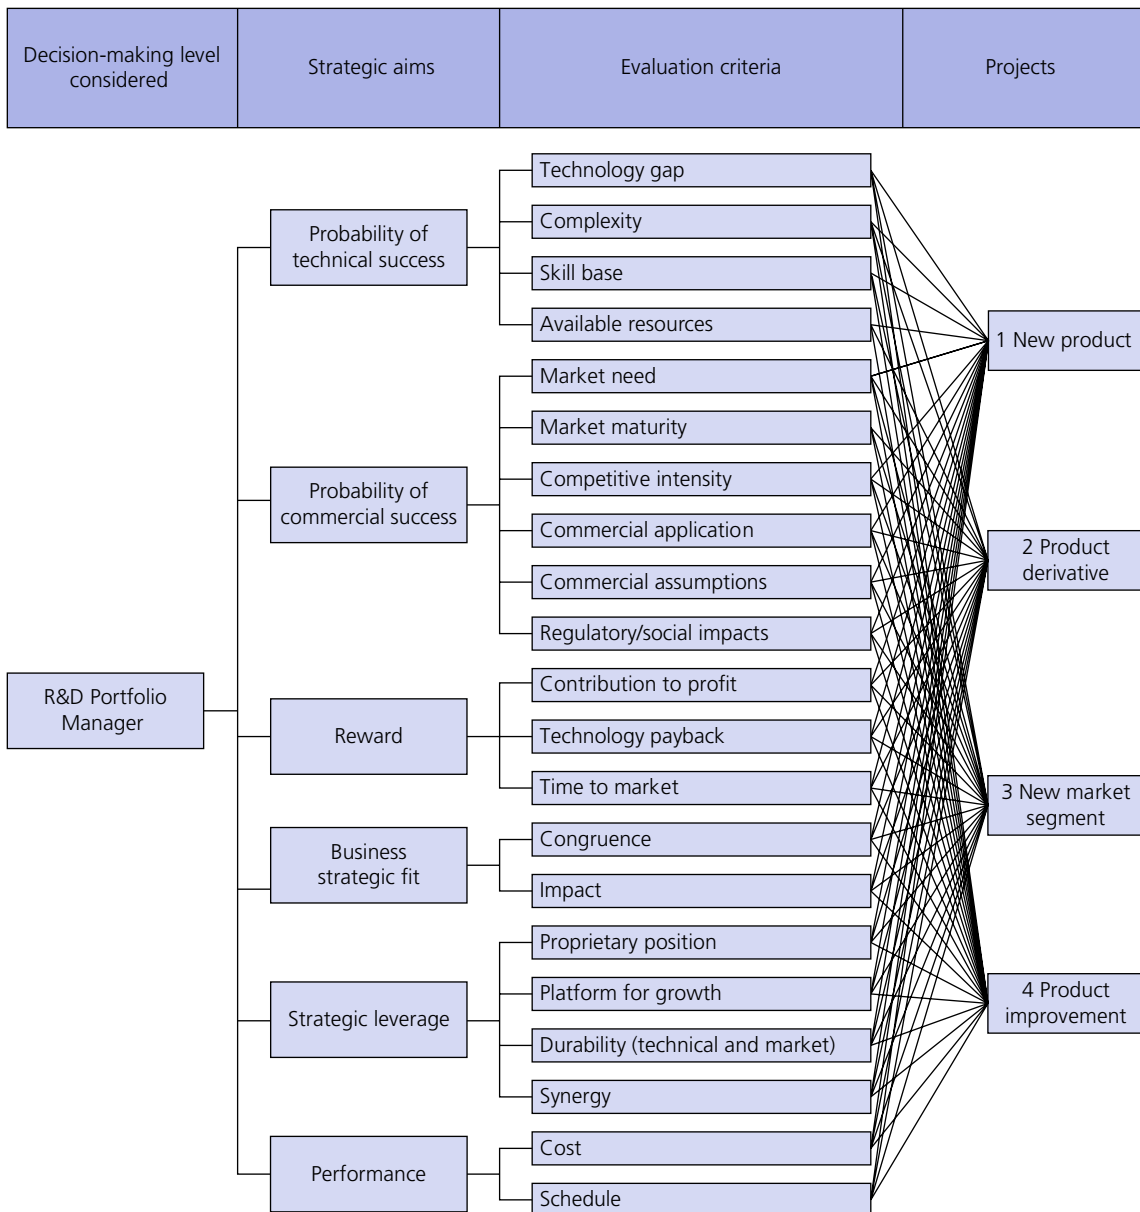 Decision-making level
considered
Strategic aims
Evaluation criteria
Projects
R&D Portfolio
Manager
Probability of
technical success
Probability of
commercial success
Reward
Business
strategic fit
Strategic leverage
Performance
Technology gap
Complexity
Skill base
Available resources
Market need
Market maturity
Competitive intensity
Commercial application
Commercial assumptions
Regulatory/social impacts
Contribution to profit
Technology payback
Time to market
Congruence
Impact
Proprietary position
Platform for growth
Durability (technical and market)
Synergy
Cost
Schedule
1 New product
2 Product
derivative
3 New market
segment
4 Product
improvement